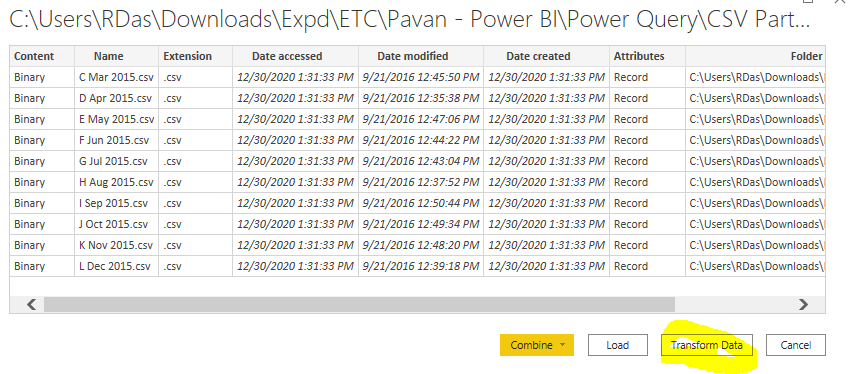 C:\Users\RDas\Downloads\Expd\ETC\Pavan - Power BI\Power Query\CSV Part...
Content Name Extension Date accessed Date modified Date created Attributes Folder
Binary C Mar 2015.csv .csv 12/30/2020 1:31:33 PM 9/21/2016 12:45:50 PM 12/30/2020 1:31:33 PM Record C:\Users\RDas\Downloads\
Binary D Apr 2015.csv .csv 12/30/2020 1:31:33 PM 9/21/2016 12:35:38 PM 12/30/2020 1:31:33 PM Record C:\Users\RDas\Downloads\
Binary E May 2015.csv .csv 12/30/2020 1:31:33 PM 9/21/2016 12:47:06 PM 12/30/2020 1:31:33 PM Record C:\Users\RDas\Downloads\
Binary F Jun 2015.csv .csv 12/30/2020 1:31:33 PM 9/21/2016 12:44:22 PM 12/30/2020 1:31:33 PM Record C:\Users\RDas\Downloads\
Binary G Jul 2015.csv .csv 12/30/2020 1:31:33 PM 9/21/2016 12:43:04 PM 12/30/2020 1:31:33 PM Record C:\Users\RDas\Downloads\
Binary H Aug 2015.csv .csv 12/30/2020 1:31:33 PM 9/21/2016 12:37:52 PM 12/30/2020 1:31:33 PM Record C:\Users\RDas\Downloads\
Binary I Sep 2015.csv .csv 12/30/2020 1:31:33 PM 9/21/2016 12:50:44 PM 12/30/2020 1:31:33 PM Record C:\Users\RDas\Downloads\
Binary J Oct 2015.csv .csv 12/30/2020 1:31:33 PM 9/21/2016 12:49:34 PM 12/30/2020 1:31:33 PM Record C:\Users\RDas\Downloads\
Binary K Nov 2015.csv .csv 12/30/2020 1:31:33 PM 9/21/2016 12:48:20 PM 12/30/2020 1:31:33 PM Record C:\Users\RDas\Downloads\
Binary L Dec 2015.csv .csv 12/30/2020 1:31:33 PM 9/21/2016 12:39:18 PM 12/30/2020 1:31:33 PM Record C:\Users\RDas\Downloads\
Combine Load Transform Data Cancel